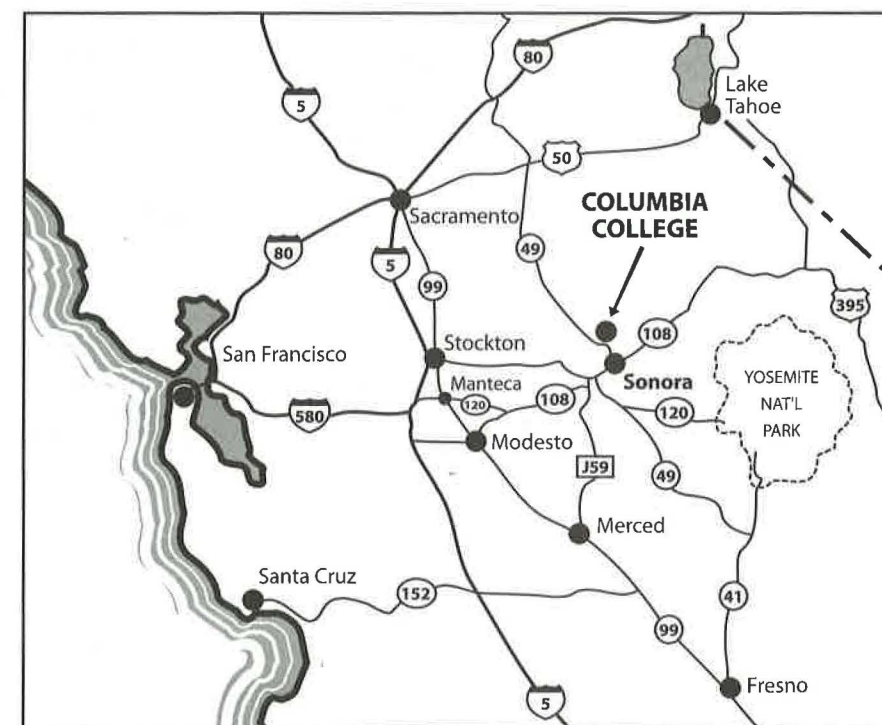 80
5
Lake
Tahoe
50
COLUMBIA
COLLEGE
Sacramento
80
49
5
99
395
108
San Francisco
Stockton
Sonora
YOSEMITE
NAT'L
PARK
Manteca
120
108
120
580
Modesto
J59
49
Merced
Santa Cruz
152
41
99
Fresno
5